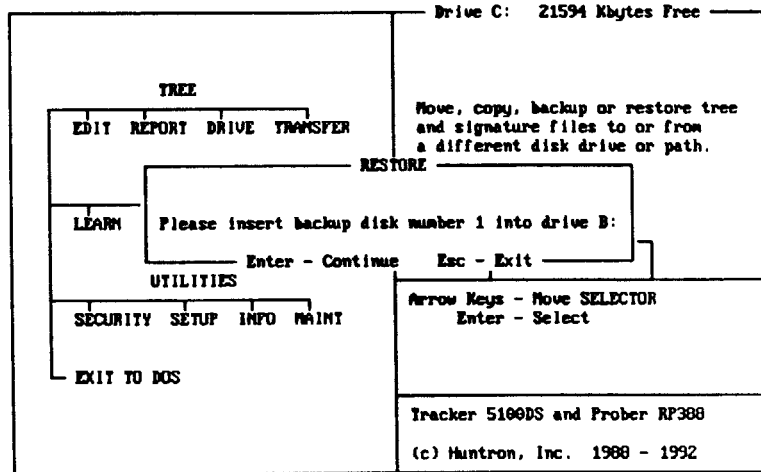 Drive C: 21594 Kbytes Free
TREE
EDIT REPORT DRIVE TRANSFER
Move, copy, backup or restore tree
and signature files to or from
a different disk drive or path.
RESTORE
LEARN
Please insert backup disk number 1 into drive B:
Enter - Continue Esc - Exit
UTILITIES
SECURITY SETUP INFO MAINT
Arrow Keys - Move SELECTOR
Enter - Select
EXIT TO DOS
Tracker 5100DS and Prober RP388
(c) Huntron, Inc. 1988 - 1992